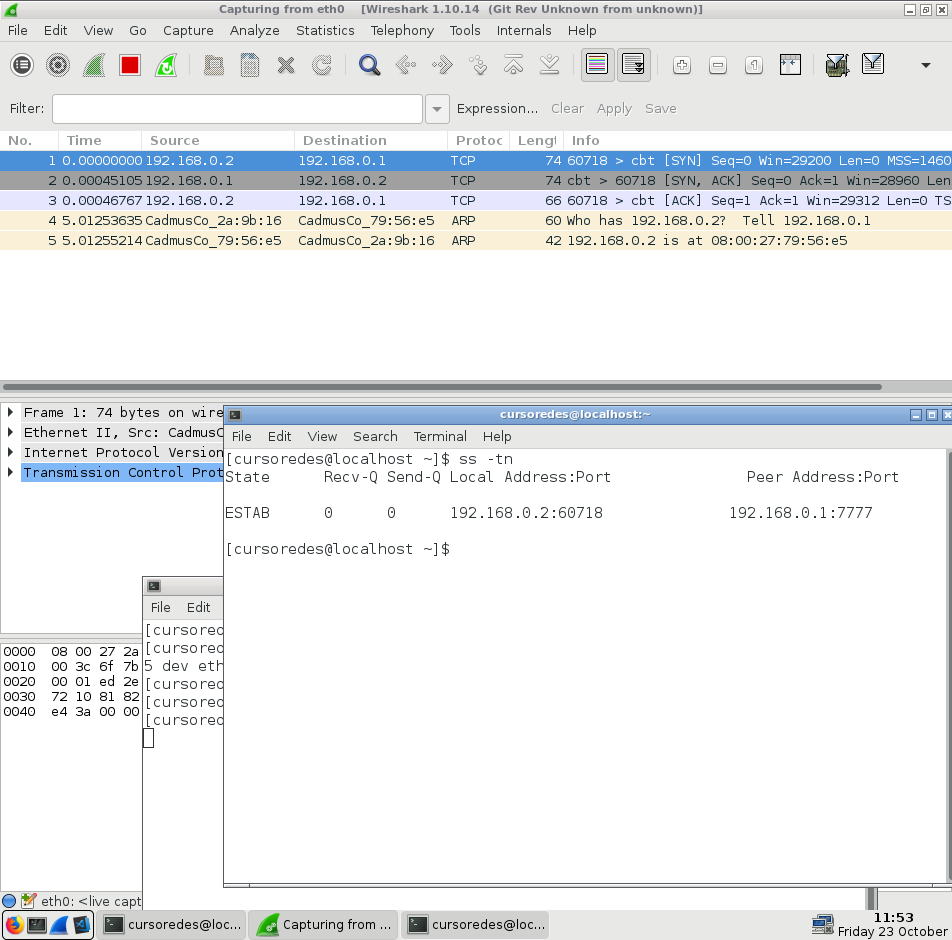 Capturing from eth0   [Wireshark 1.10.14  (Git Rev Unknown from unknown)]
File Edit View Go Capture Analyze Statistics Telephony Tools Internals Help
Filter: Expression... Clear Apply Save
No. Time Source Destination Protoc Lengt Info
1 0.00000000 192.168.0.2 192.168.0.1 TCP 74 60718 > cbt [SYN] Seq=0 Win=29200 Len=0 MSS=1460
2 0.00045105 192.168.0.1 192.168.0.2 TCP 74 cbt > 60718 [SYN, ACK] Seq=0 Ack=1 Win=28960 Len=
3 0.00046767 192.168.0.2 192.168.0.1 TCP 66 60718 > cbt [ACK] Seq=1 Ack=1 Win=29312 Len=0 TS
4 5.01253635 CadmusCo_2a:9b:16 CadmusCo_79:56:e5 ARP 60 Who has 192.168.0.2?  Tell 192.168.0.1
5 5.01255214 CadmusCo_79:56:e5 CadmusCo_2a:9b:16 ARP 42 192.168.0.2 is at 08:00:27:79:56:e5
Frame 1: 74 bytes on wire
Ethernet II, Src: CadmusC
Internet Protocol Version
Transmission Control Prot
cursoredes@localhost:~
File Edit View Search Terminal Help
[cursoredes@localhost ~]$ ss -tn
State      Recv-Q Send-Q Local Address:Port               Peer Address:Port
ESTAB      0      0      192.168.0.2:60718              192.168.0.1:7777
[cursoredes@localhost ~]$
File Edit
[cursored
[cursored
5 dev eth
[cursored
[cursored
[cursored
0000  08 00 27 2a
0010  00 3c 6f 7b
0020  00 01 ed 2e
0030  72 10 81 82
0040  e4 3a 00 00
eth0: <live capt
cursoredes@loc...
Capturing from ...
cursoredes@loc...
11:53
Friday 23 October